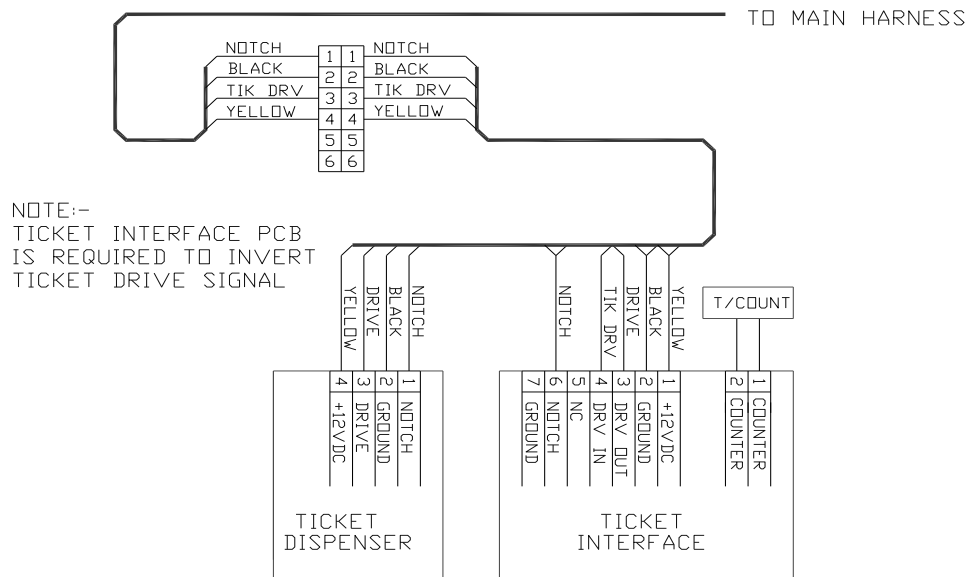 TO MAIN HARNESS
NOTCH 1 1 NOTCH
BLACK 2 2 BLACK
TIK DRV 3 3 TIK DRV
YELLOW 4 4 YELLOW
5 5
6 6
NOTE:-
TICKET INTERFACE PCB
IS REQUIRED TO INVERT
TICKET DRIVE SIGNAL
YELLOW
DRIVE
BLACK
NOTCH
NOTCH
TIK DRV
DRIVE
BLACK
YELLOW
T/COUNT
4 3 2 1
+12VDC
DRIVE
GROUND
NOTCH
TICKET
DISPENSER
7 6 5 4 3 2 1
GROUND
NOTCH
NC
DRV IN
DRV OUT
GROUND
+12VDC
2 1
COUNTER
COUNTER
TICKET
INTERFACE